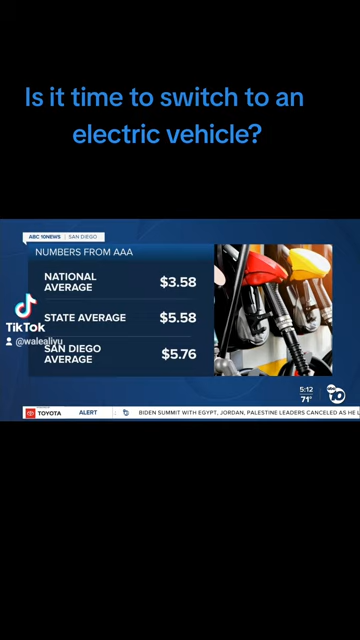 Is it time to switch to an
electric vehicle?
ABC 10NEWS | SAN DIEGO
NUMBERS FROM AAA
NATIONAL
AVERAGE
$3.58
STATE AVERAGE
$5.58
SAN DIEGO
AVERAGE
$5.76
TikTok
@walealiyu
5:12
71°
abc 10
TOYOTA
ALERT
BIDEN SUMMIT WITH EGYPT, JORDAN, PALESTINE LEADERS CANCELED AS HE